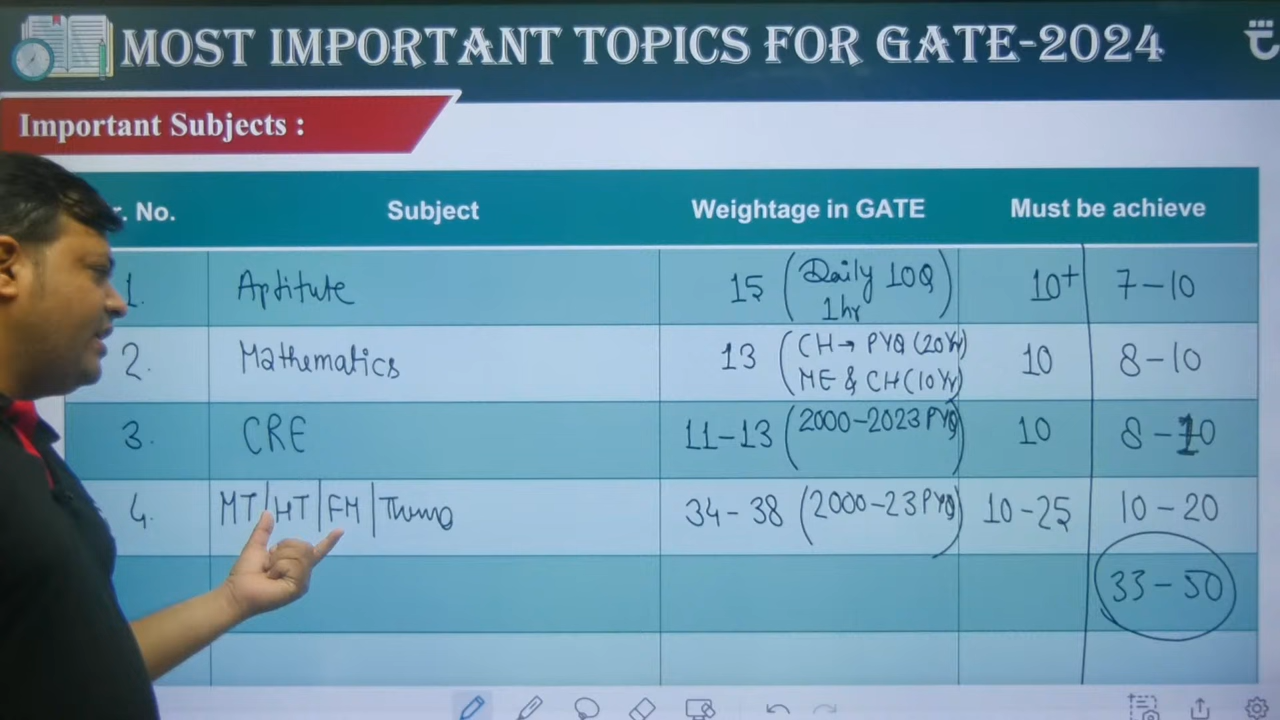 MOST IMPORTANT TOPICS FOR GATE-2024
Important Subjects :
r. No. Subject Weightage in GATE Must be achieve
1. Aptitute 15 (Daily 10Q 10+ 7-10
1hr)
2. Mathematics 13 (CH→ PYQ (20Yr) 10 8-10
ME & CH (10Yr)
3. CRE 11-13 (2000-2023 PYQ) 10 8-10
4. MT|HT|FM|Thermo 34-38 (2000-23 PYQ) 10-25 10-20
33-50